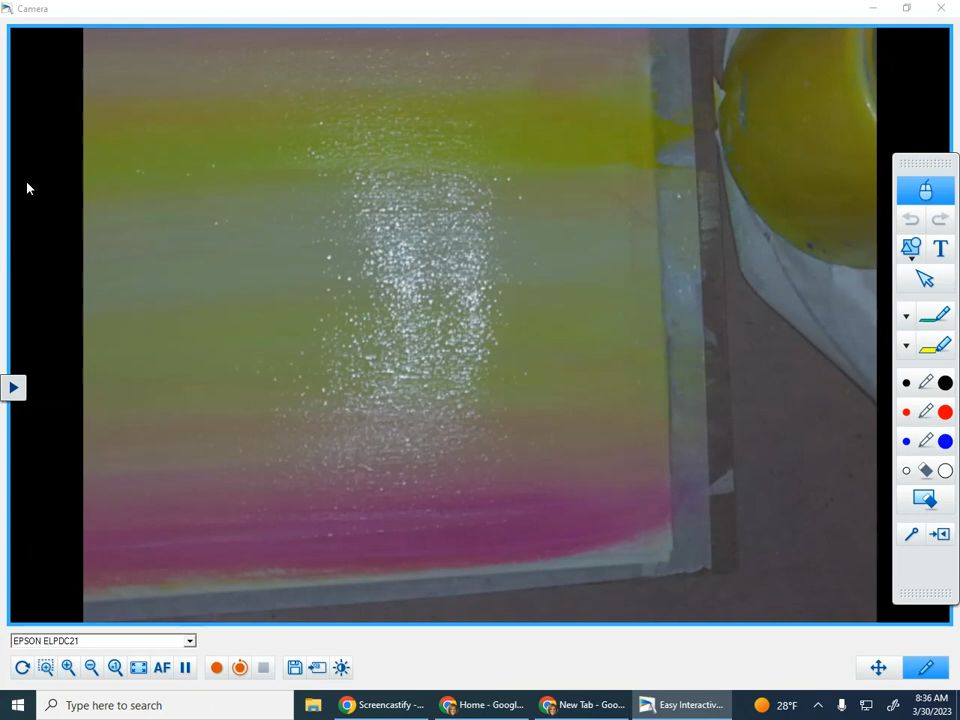 Camera
T
EPSON ELPDC21
AF
Type here to search
Screencastify -...
Home - Googl...
New Tab - Goo...
Easy Interactiv...
28°F
8:36 AM
3/30/2023